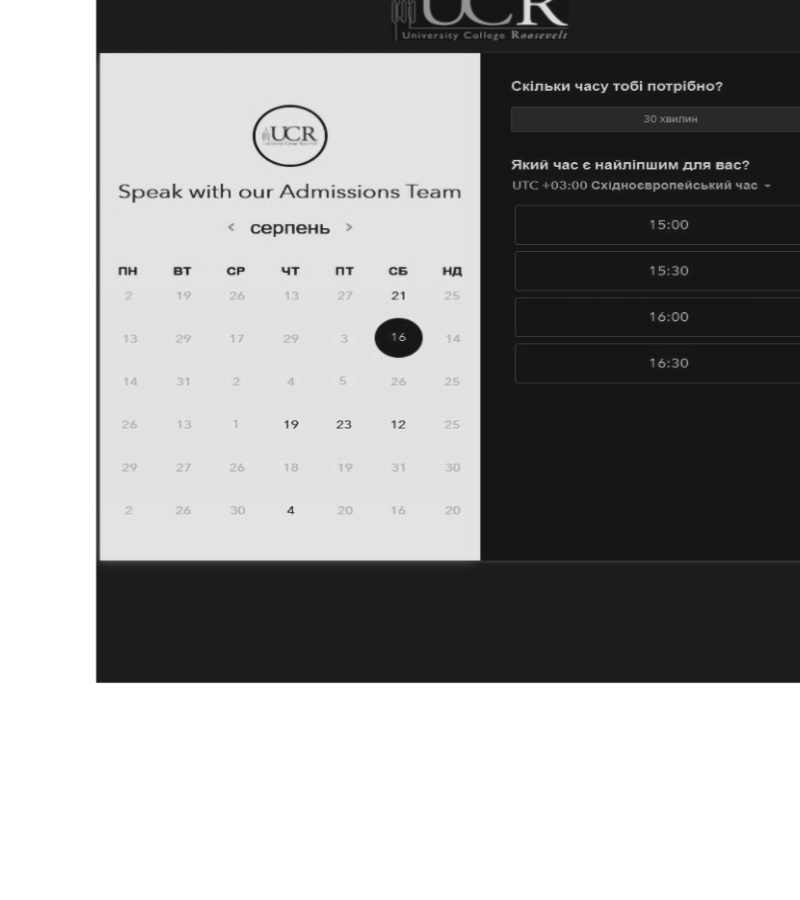 UCR
University College Roosevelt
UCR
Speak with our Admissions Team
< серпень >
ПН ВТ СР ЧТ ПТ СБ НД
2 19 26 13 27 21 25
13 29 17 29 3 16 14
14 31 2 4 5 26 25
26 13 1 19 23 12 25
29 27 26 18 19 31 30
2 26 30 4 20 16 20
Скільки часу тобі потрібно?
30 хвилин
Який час є найліпшим для вас?
UTC +03:00 Східноєвропейський час
15:00
15:30
16:00
16:30